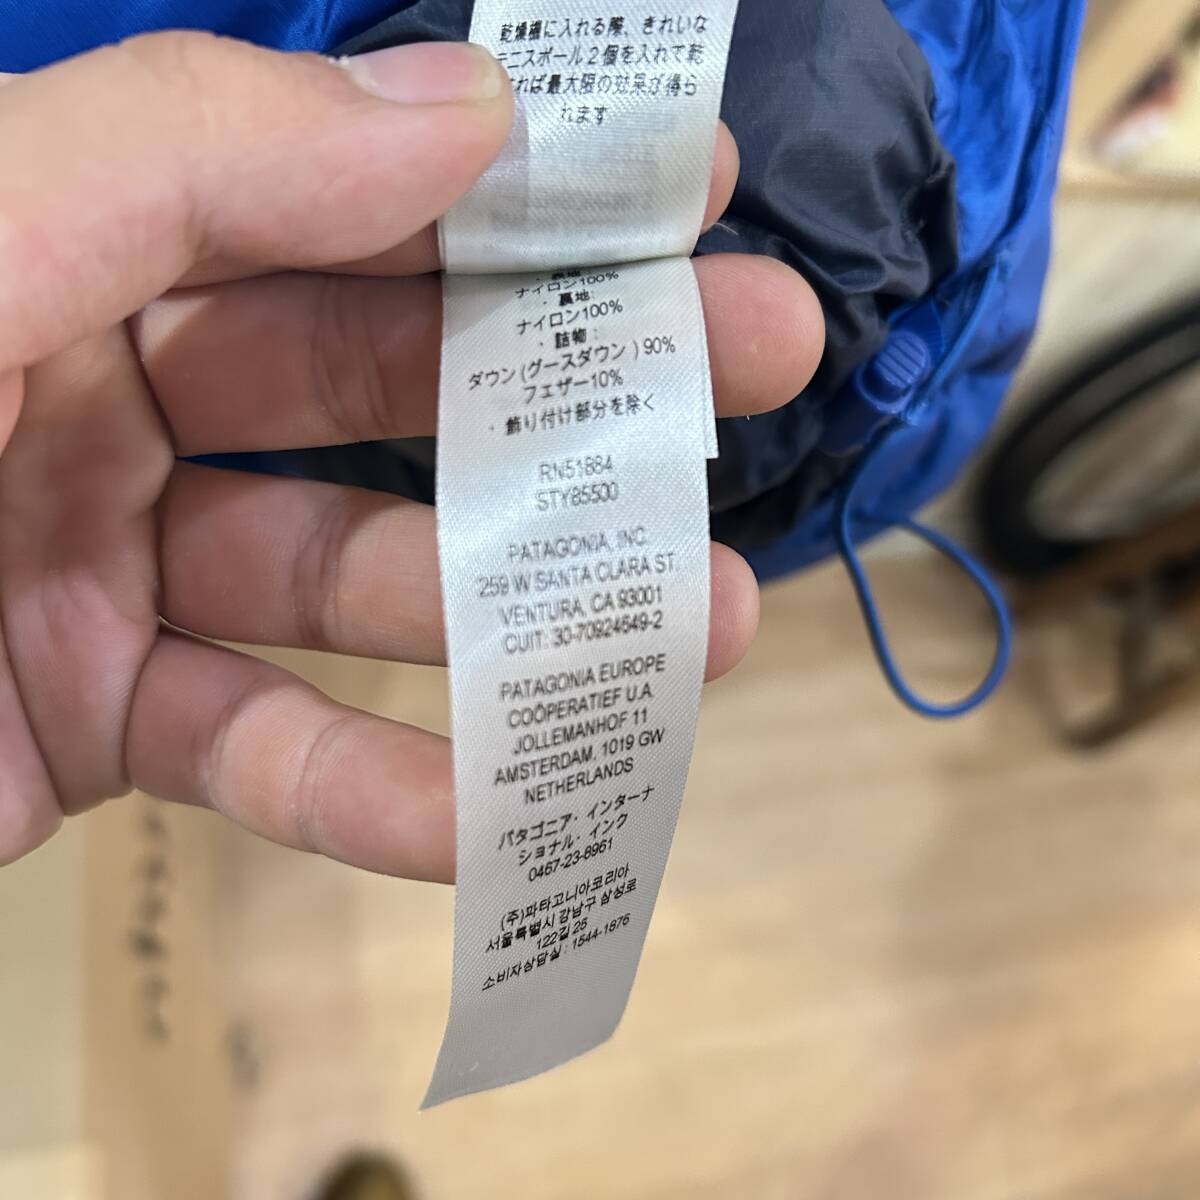 乾燥機に入れる際、きれいな
テニスボール2個を入れて乾
れば最大限の効果が得ら
れます
・表地:
ナイロン100%
・裏地:
ナイロン100%
・詰物:
ダウン(グースダウン)90%
フェザー10%
・飾り付け部分を除く
RN51884
STY85500
PATAGONIA, INC.
259 W SANTA CLARA ST.
VENTURA, CA 93001
CUIT: 30-70924649-2
PATAGONIA EUROPE
COÖPERATIEF U.A.
JOLLEMANHOF 11
AMSTERDAM, 1019 GW
NETHERLANDS
パタゴニア・インターナ
ショナル・インク
0467-23-8961
(주)파타고니아코리아
서울특별시 강남구 삼성로
122길 25
소비자상담실 : 1544-1876